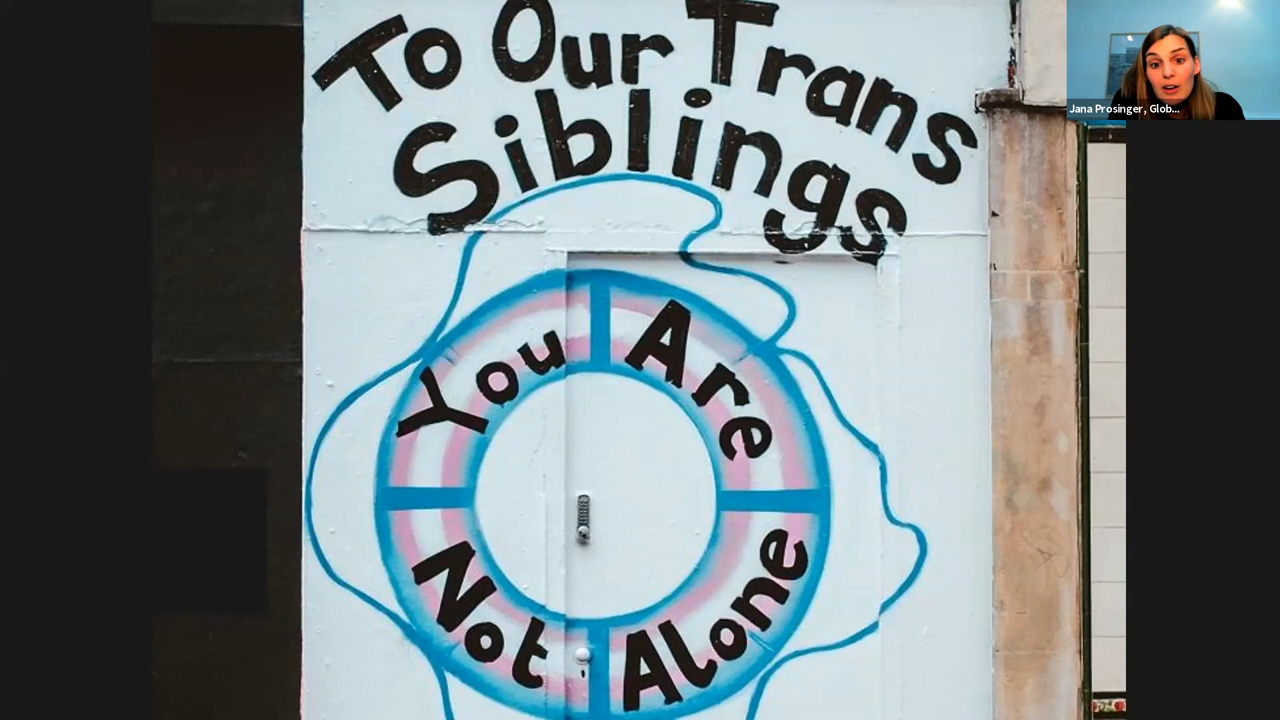 To Our Trans
Siblings
You Are
Not Alone
Jana Prosinger, Glob...